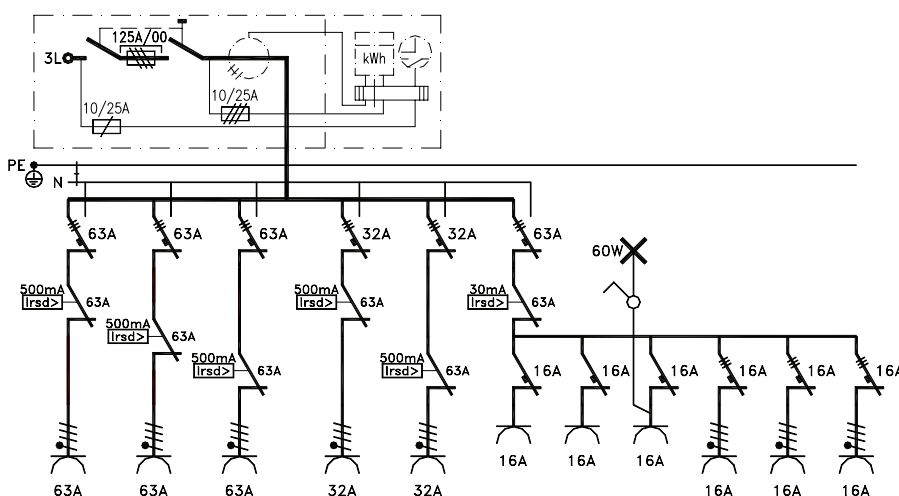 125A/00
3L
kWh
10/25A
10/25A
PE
N
63A 63A 63A 32A 32A 63A
60W
500mA 500mA 30mA
Irsd> 63A Irsd> 63A Irsd> 63A
500mA
Irsd> 63A
500mA 500mA
Irsd> 63A Irsd> 63A
16A 16A 16A 16A 16A 16A
16A 16A 16A
63A 63A 63A 32A 32A 16A 16A 16A